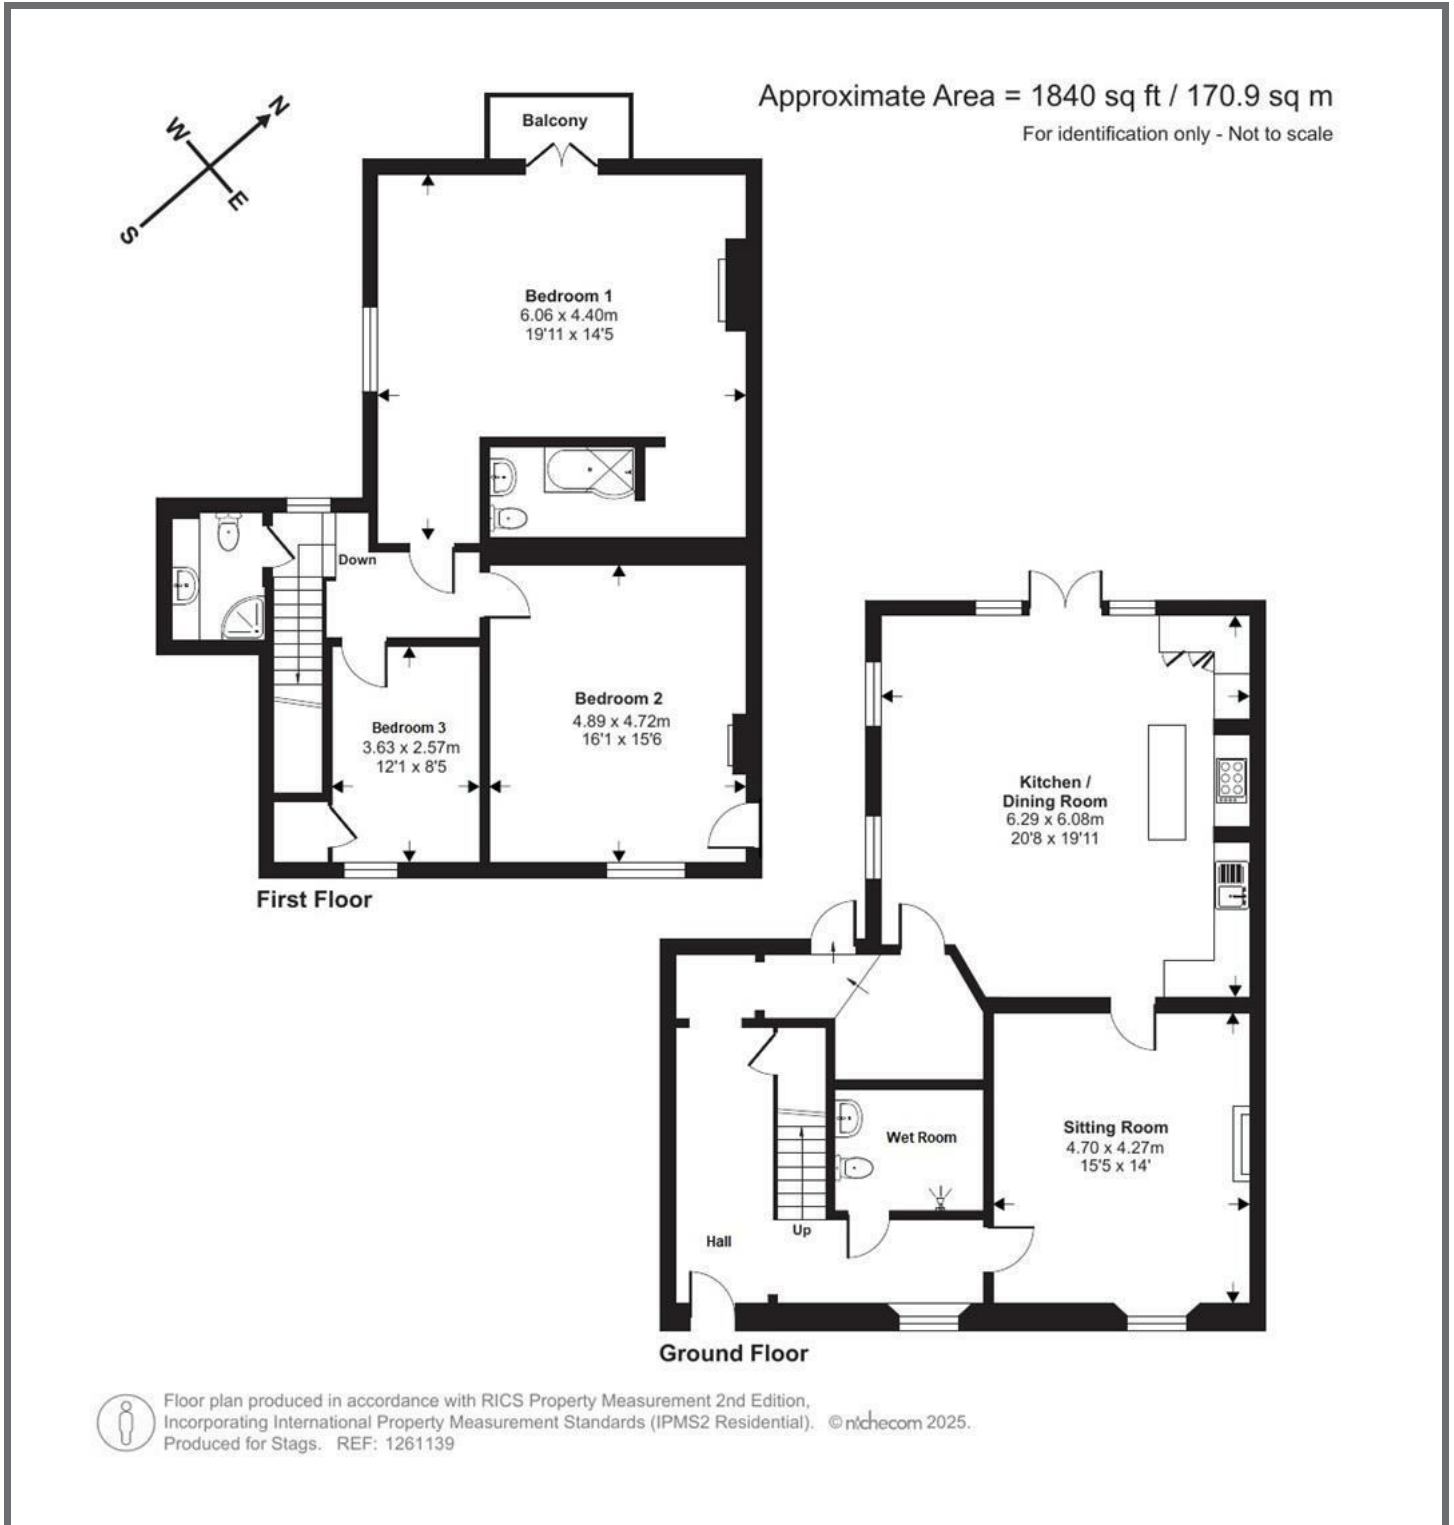 Approximate Area = 1840 sq ft / 170.9 sq m
For identification only - Not to scale
N
W
E
S
Balcony
Bedroom 1
6.06 x 4.40m
19'11 x 14'5
Down
Bedroom 2
4.89 x 4.72m
16'1 x 15'6
Bedroom 3
3.63 x 2.57m
12'1 x 8'5
First Floor
Kitchen /
Dining Room
6.29 x 6.08m
20'8 x 19'11
Sitting Room
4.70 x 4.27m
15'5 x 14'
Wet Room
Up
Hall
Ground Floor
Floor plan produced in accordance with RICS Property Measurement 2nd Edition,
Incorporating International Property Measurement Standards (IPMS2 Residential). © nichecom 2025.
Produced for Stags. REF: 1261139